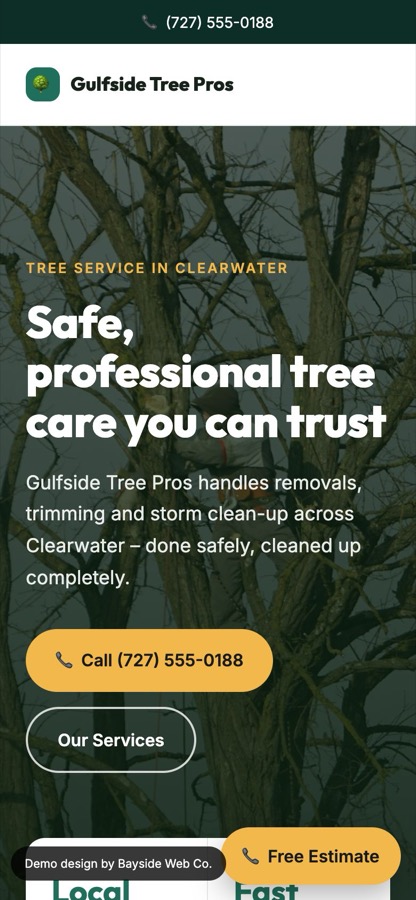 (727) 555-0188
Gulfside Tree Pros
TREE SERVICE IN CLEARWATER
Safe,
professional tree
care you can trust
Gulfside Tree Pros handles removals,
trimming and storm clean-up across
Clearwater – done safely, cleaned up
completely.
Call (727) 555-0188
Our Services
Demo design by Bayside Web Co.
Free Estimate
Local
Fast